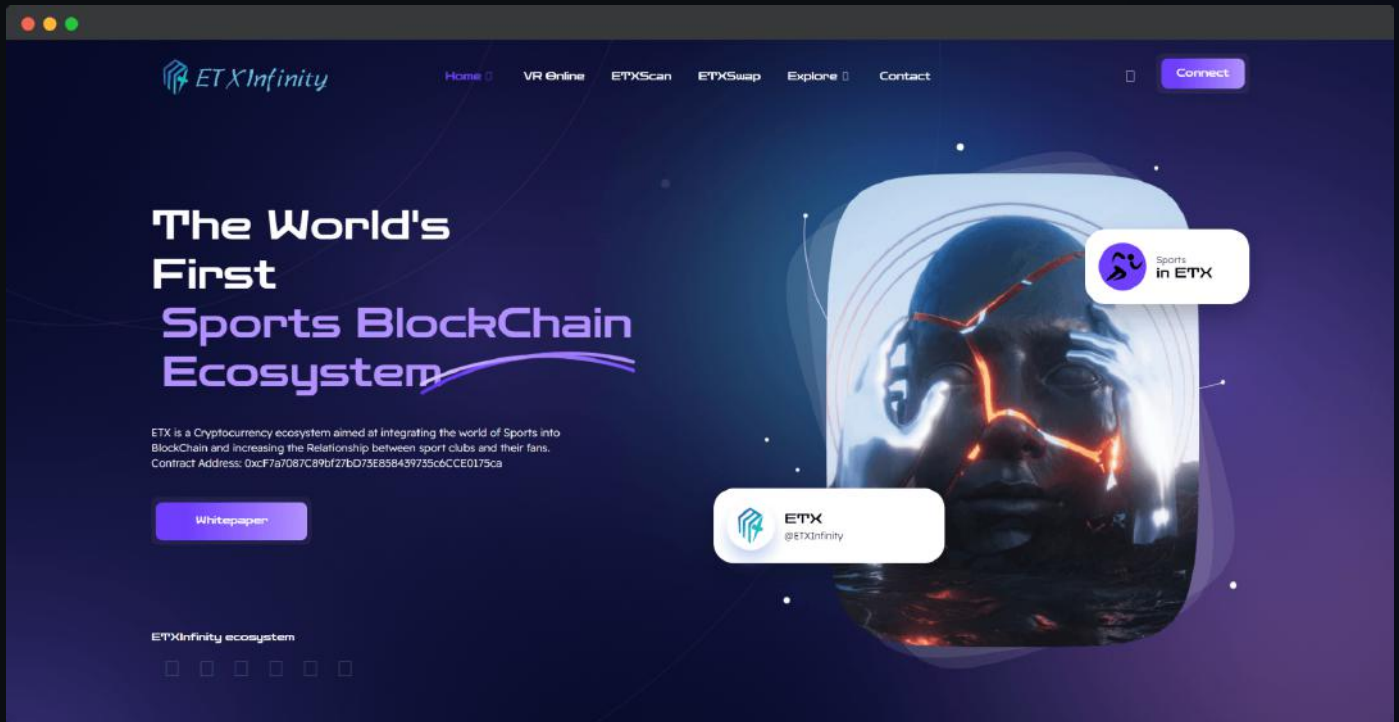 ETXInfinity
Home VR Online ETXScan ETXSwap Explore Contact
Connect
The World's
First
Sports BlockChain
Ecosystem
ETX is a Cryptocurrency ecosystem aimed at integrating the world of Sports into
BlockChain and increasing the Relationship between sport clubs and their fans.
Contract Address: 0xcF7a7087C89bf27bD73E858439735c6CCE0175ca
Whitepaper
Sports
in ETX
ETX
@ETXInfinity
ETXInfinity ecosystem